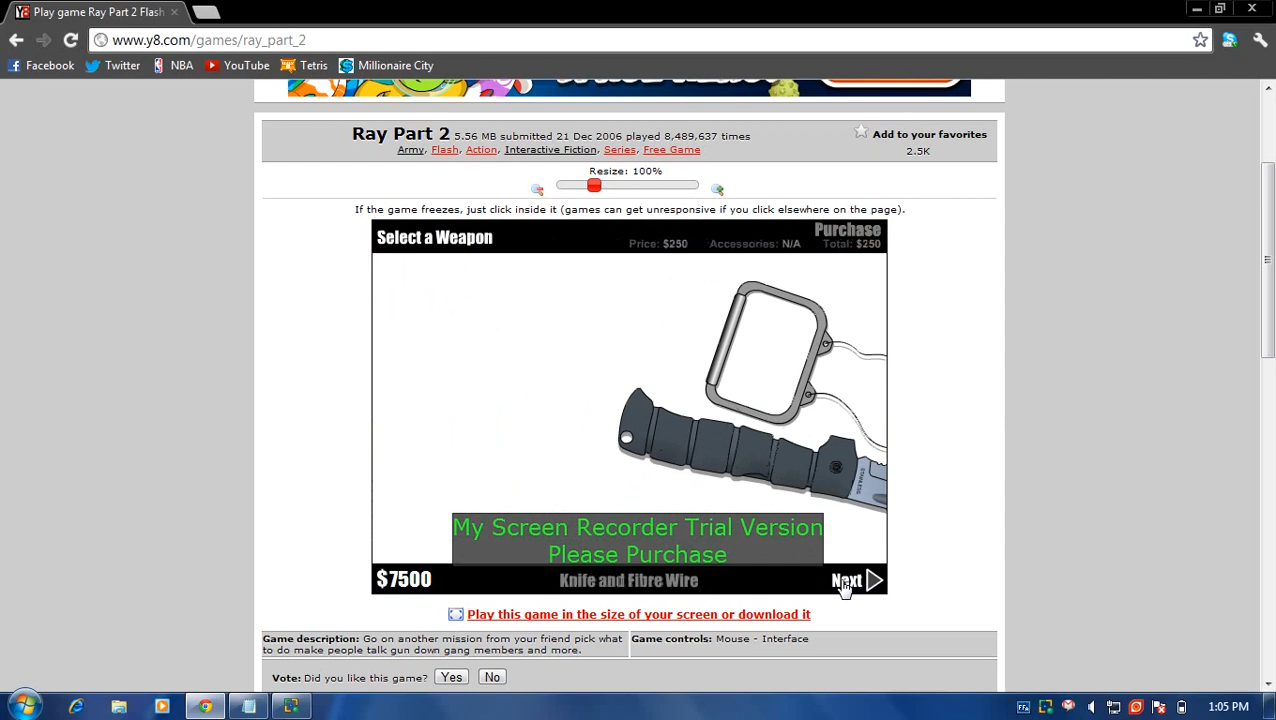 Play game Ray Part 2 Flash
www.y8.com/games/ray_part_2
Facebook Twitter NBA YouTube Tetris Millionaire City
Ray Part 2 5.56 MB submitted 21 Dec 2006 played 8,489,637 times
Army, Flash, Action, Interactive Fiction, Series, Free Game
Add to your favorites
2.5K
Resize: 100%
If the game freezes, just click inside it (games can get unresponsive if you click elsewhere on the page).
Select a Weapon
Purchase
Price: $250 Accessories: N/A Total: $250
My Screen Recorder Trial Version
Please Purchase
$7500 Knife and Fibre Wire Next
Play this game in the size of your screen or download it
Game description: Go on another mission from your friend pick what
to do make people talk gun down gang members and more.
Game controls: Mouse - Interface
Vote: Did you like this game? Yes No
1:05 PM